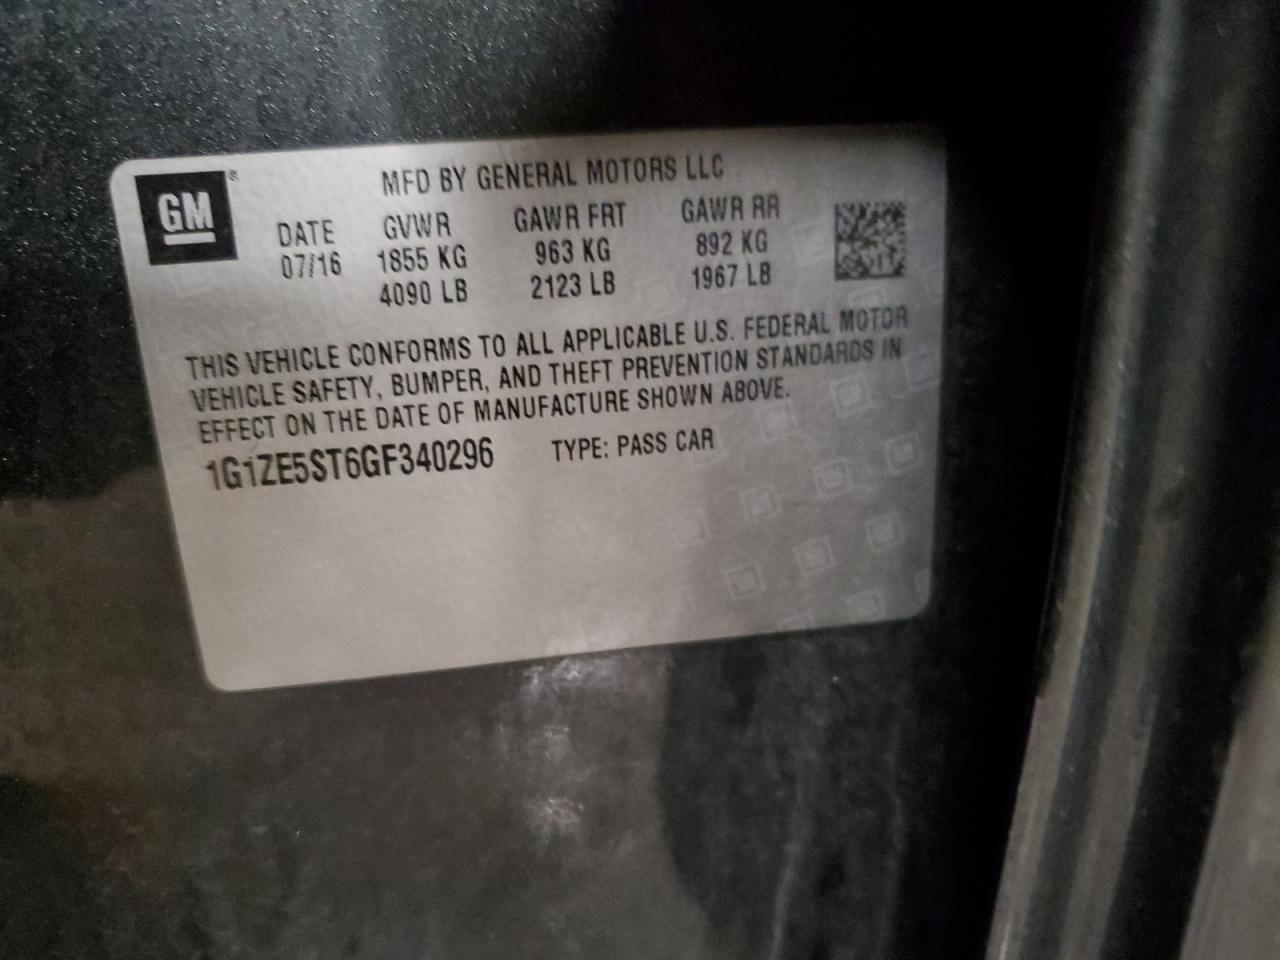 GM®
MFD BY GENERAL MOTORS LLC
DATE GVWR GAWR FRT GAWR RR
07/16 1855 KG 963 KG 892 KG
4090 LB 2123 LB 1967 LB
THIS VEHICLE CONFORMS TO ALL APPLICABLE U.S. FEDERAL MOTOR
VEHICLE SAFETY, BUMPER, AND THEFT PREVENTION STANDARDS IN
EFFECT ON THE DATE OF MANUFACTURE SHOWN ABOVE.
1G1ZE5ST6GF340296 TYPE: PASS CAR